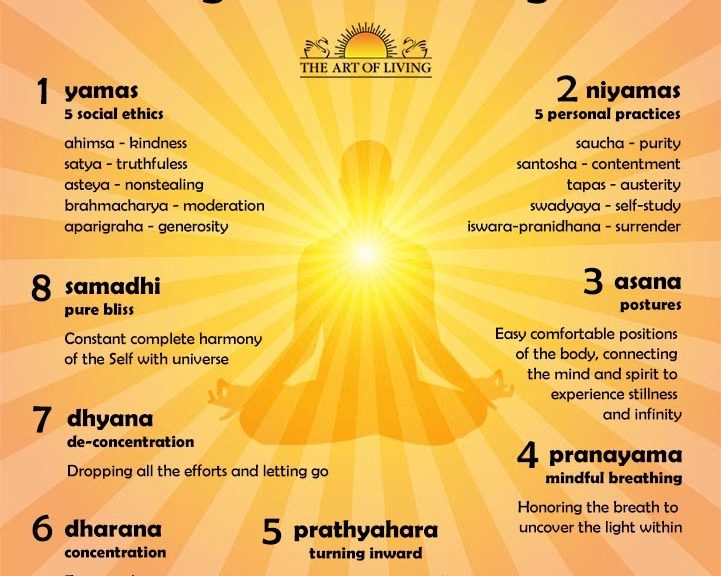 THE ART OF LIVING
1 yamas
5 social ethics
ahimsa - kindness
satya - truthfuless
asteya - nonstealing
brahmacharya - moderation
aparigraha - generosity
2 niyamas
5 personal practices
saucha - purity
santosha - contentment
tapas - austerity
swadyaya - self-study
iswara-pranidhana - surrender
3 asana
postures
Easy comfortable positions
of the body, connecting
the mind and spirit to
experience stillness
and infinity
4 pranayama
mindful breathing
Honoring the breath to
uncover the light within
5 prathyahara
turning inward
6 dharana
concentration
7 dhyana
de-concentration
Dropping all the efforts and letting go
8 samadhi
pure bliss
Constant complete harmony
of the Self with universe